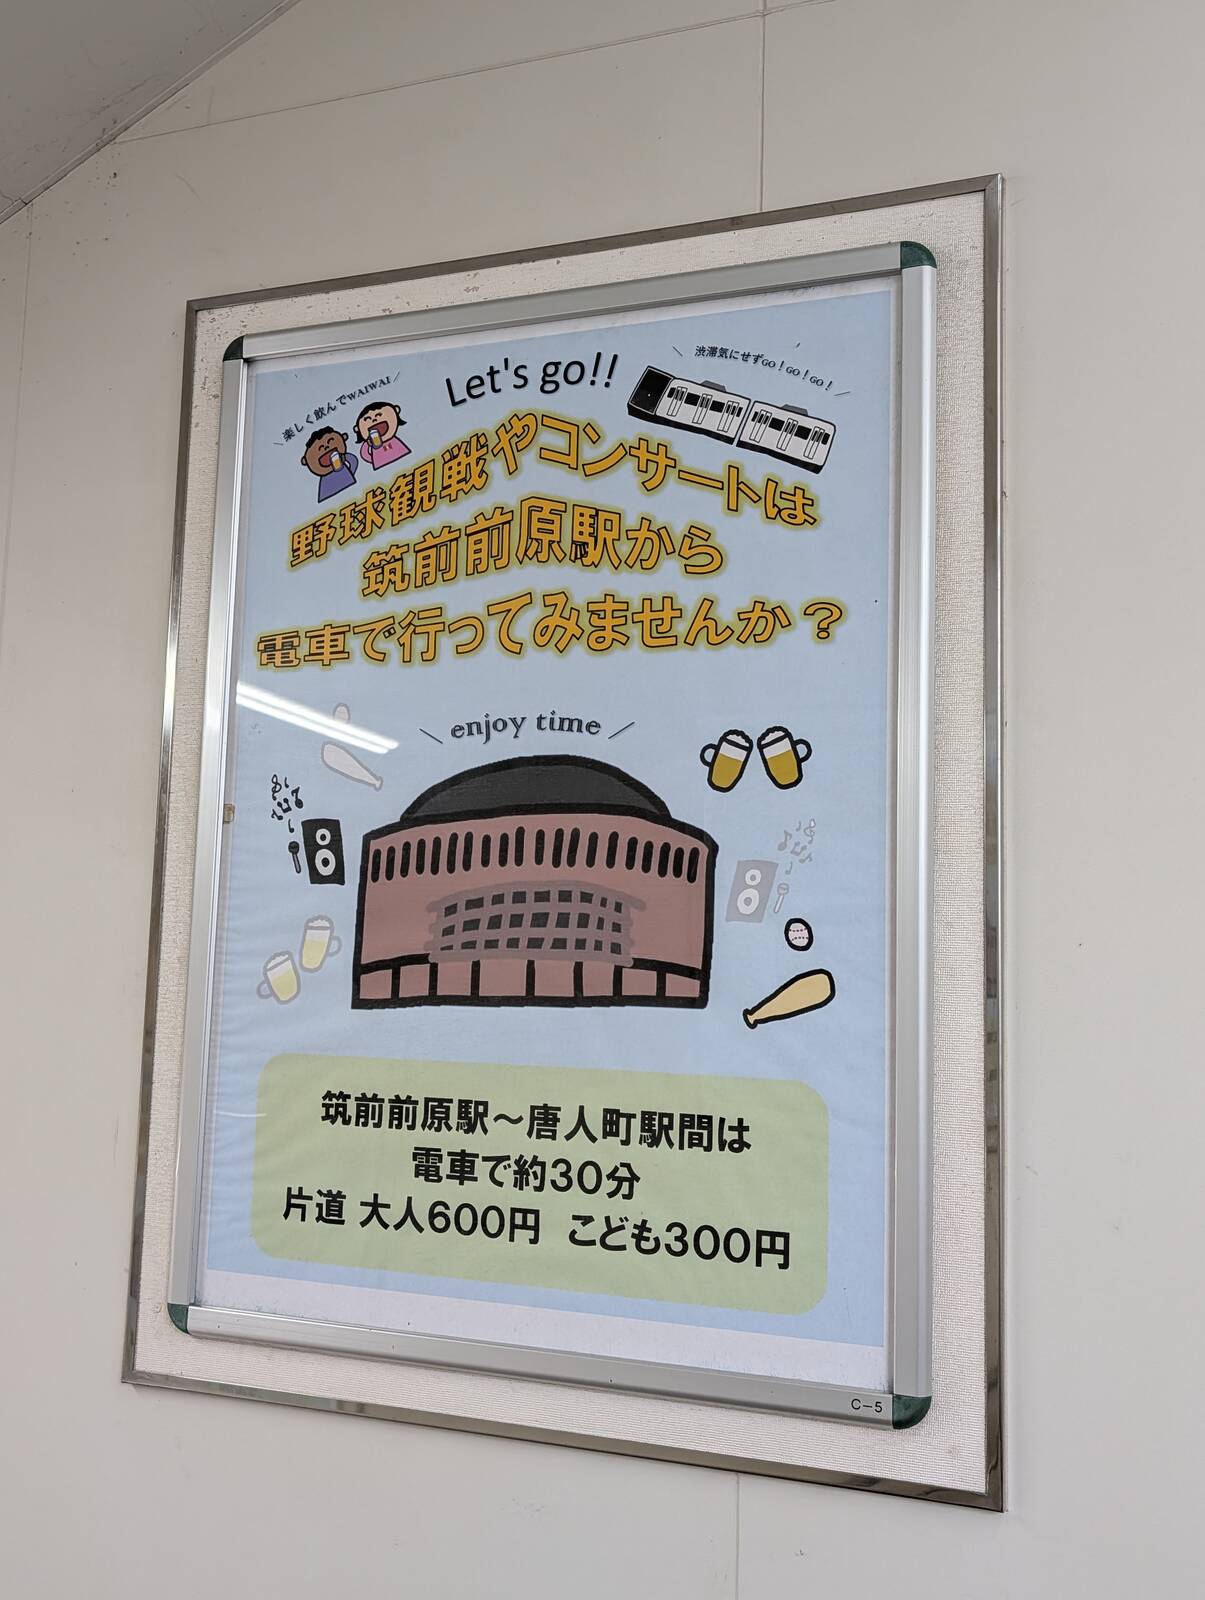 Let's go!!
楽しく飲んでWAIWAI
渋滞気にせずGO!GO!GO!
野球観戦やコンサートは
筑前前原駅から
電車で行ってみませんか？
enjoy time
筑前前原駅～唐人町駅間は
電車で約30分
片道 大人600円 こども300円
C-5